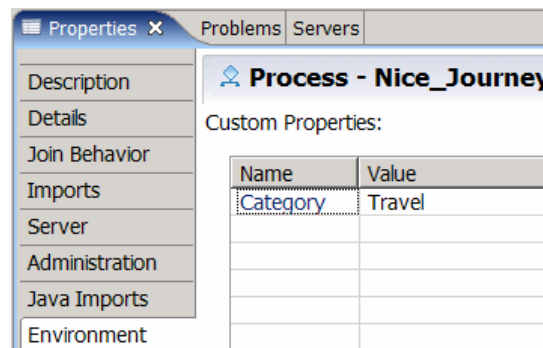 Properties Problems Servers
Description
Details
Join Behavior
Imports
Server
Administration
Java Imports
Environment
Process - Nice_Journey
Custom Properties:
Name Value
Category Travel